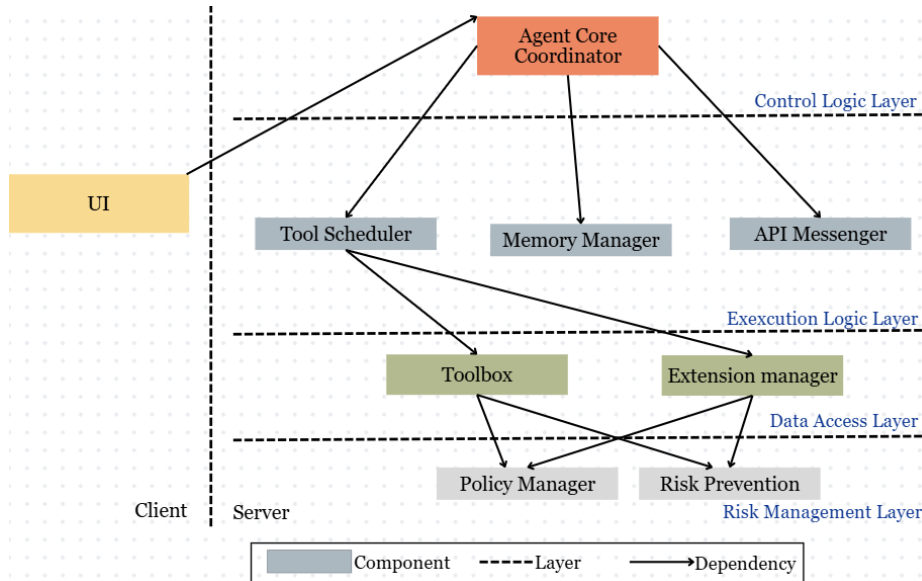 Agent Core
Coordinator
Control Logic Layer
UI
Tool Scheduler
Memory Manager
API Messenger
Exexcution Logic Layer
Toolbox
Extension manager
Data Access Layer
Policy Manager
Risk Prevention
Client
Server
Risk Management Layer
Component
Layer
Dependency